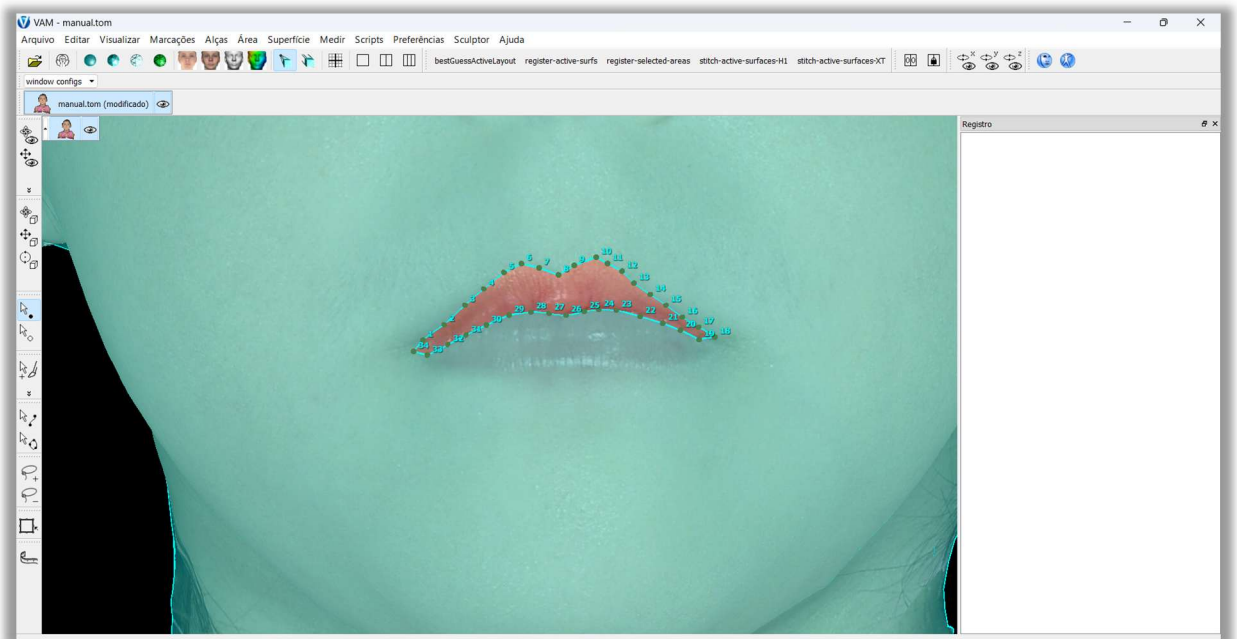 VAM - manual.tom
Arquivo Editar Visualizar Marcações Alças Área Superfície Medir Scripts Preferências Sculptor Ajuda
bestGuessActiveLayout register-active-surfs register-selected-areas stitch-active-surfaces-H1 stitch-active-surfaces-XT x y z
window configs
manual.tom (modificado)
Registro
10
6 9 11
5 7 8 12
4 13
14
3 15
29 28 27 26 25 24 23 16
2 30 22 17
1 31 21 20 18
34 33 32 19